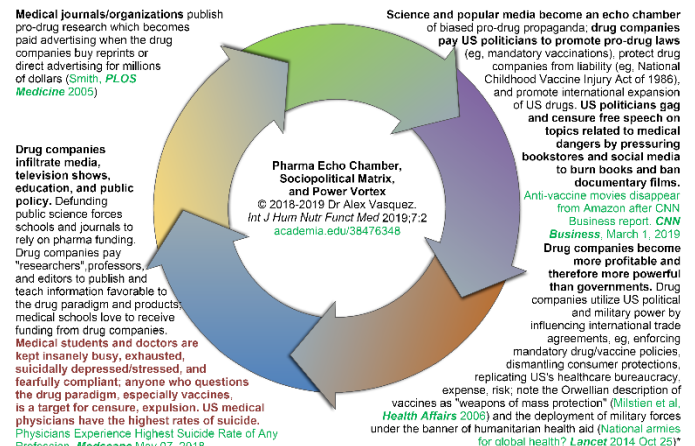 Medical journals/organizations publish
pro-drug research which becomes
paid advertising when the drug
companies buy reprints or
direct advertising for millions
of dollars (Smith, PLOS
Medicine 2005)
Drug companies
infiltrate media,
television shows,
education, and public
policy. Defunding
public science forces
schools and journals to
rely on pharma funding.
Drug companies pay
"researchers",professors,
and editors to publish and
teach information favorable to
the drug paradigm and products;
medical schools love to receive
funding from drug companies.
Medical students and doctors are
kept insanely busy, exhausted,
suicidally depressed/stressed, and
fearfully compliant; anyone who questions
the drug paradigm, especially vaccines,
is a target for censure, expulsion. US medical
physicians have the highest rates of suicide.
Physicians Experience Highest Suicide Rate of Any
Profession. Medscape May 07, 2018
Pharma Echo Chamber,
Sociopolitical Matrix,
and Power Vortex
© 2018-2019 Dr Alex Vasquez.
Int J Hum Nutr Funct Med 2019;7:2
academia.edu/38476348
Science and popular media become an echo chamber
of biased pro-drug propaganda; drug companies
pay US politicians to promote pro-drug laws
(eg, mandatory vaccinations), protect drug
companies from liability (eg, National
Childhood Vaccine Injury Act of 1986),
and promote international expansion
of US drugs. US politicians gag
and censure free speech on
topics related to medical
dangers by pressuring
bookstores and social media
to burn books and ban
documentary films.
Anti-vaccine movies disappear
from Amazon after CNN
Business report. CNN
Business, March 1, 2019
Drug companies become
more profitable and
therefore more powerful
than governments. Drug
companies utilize US political
and military power by
influencing international trade
agreements, eg, enforcing
mandatory drug/vaccine policies,
dismantling consumer protections,
replicating US's healthcare bureaucracy,
expense, risk; note the Orwellian description of
vaccines as "weapons of mass protection" (Milstien et al,
Health Affairs 2006) and the deployment of military forces
under the banner of humanitarian health aid (National armies
for global health? Lancet 2014 Oct 25)